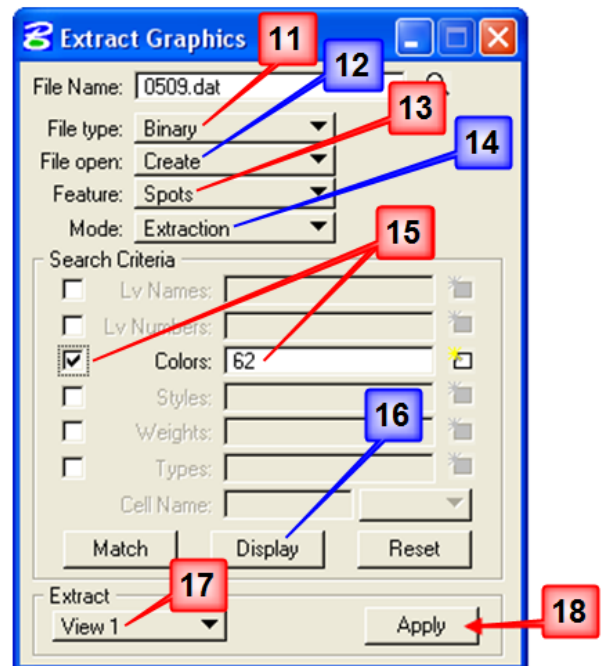 Extract Graphics 11
12
File Name: 0509.dat
13
File type: Binary
File open: Create
14
Feature: Spots
Mode: Extraction
15
Search Criteria
Lv Names:
Lv Numbers:
Colors: 62
Styles:
16
Weights:
Types:
Cell Name:
Match Display Reset
17
Extract
View 1 Apply 18